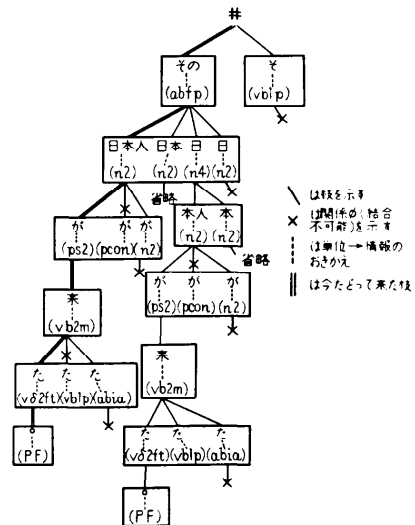 #
その そ
(abfp) (vb1p)
日本人 日本 日 日
(n2) (n2) (n4)(n2)
省略
が が が 本人 本
(ps2)(pcon)(n2) (n2) (n2)
省略
が が が
(ps2)(pcon)(n2)
来
(vb2m)
来
(vb2m)
た た た
(vδ2ft)(vb1p)(abia)
た た た
(vδ2ft)(vb1p)(abia)
(PF)
(PF)
は枝を示す
は関係φ(結合
不可能)を示す
は単位→情報の
おきかえ
は今たどって来た枝